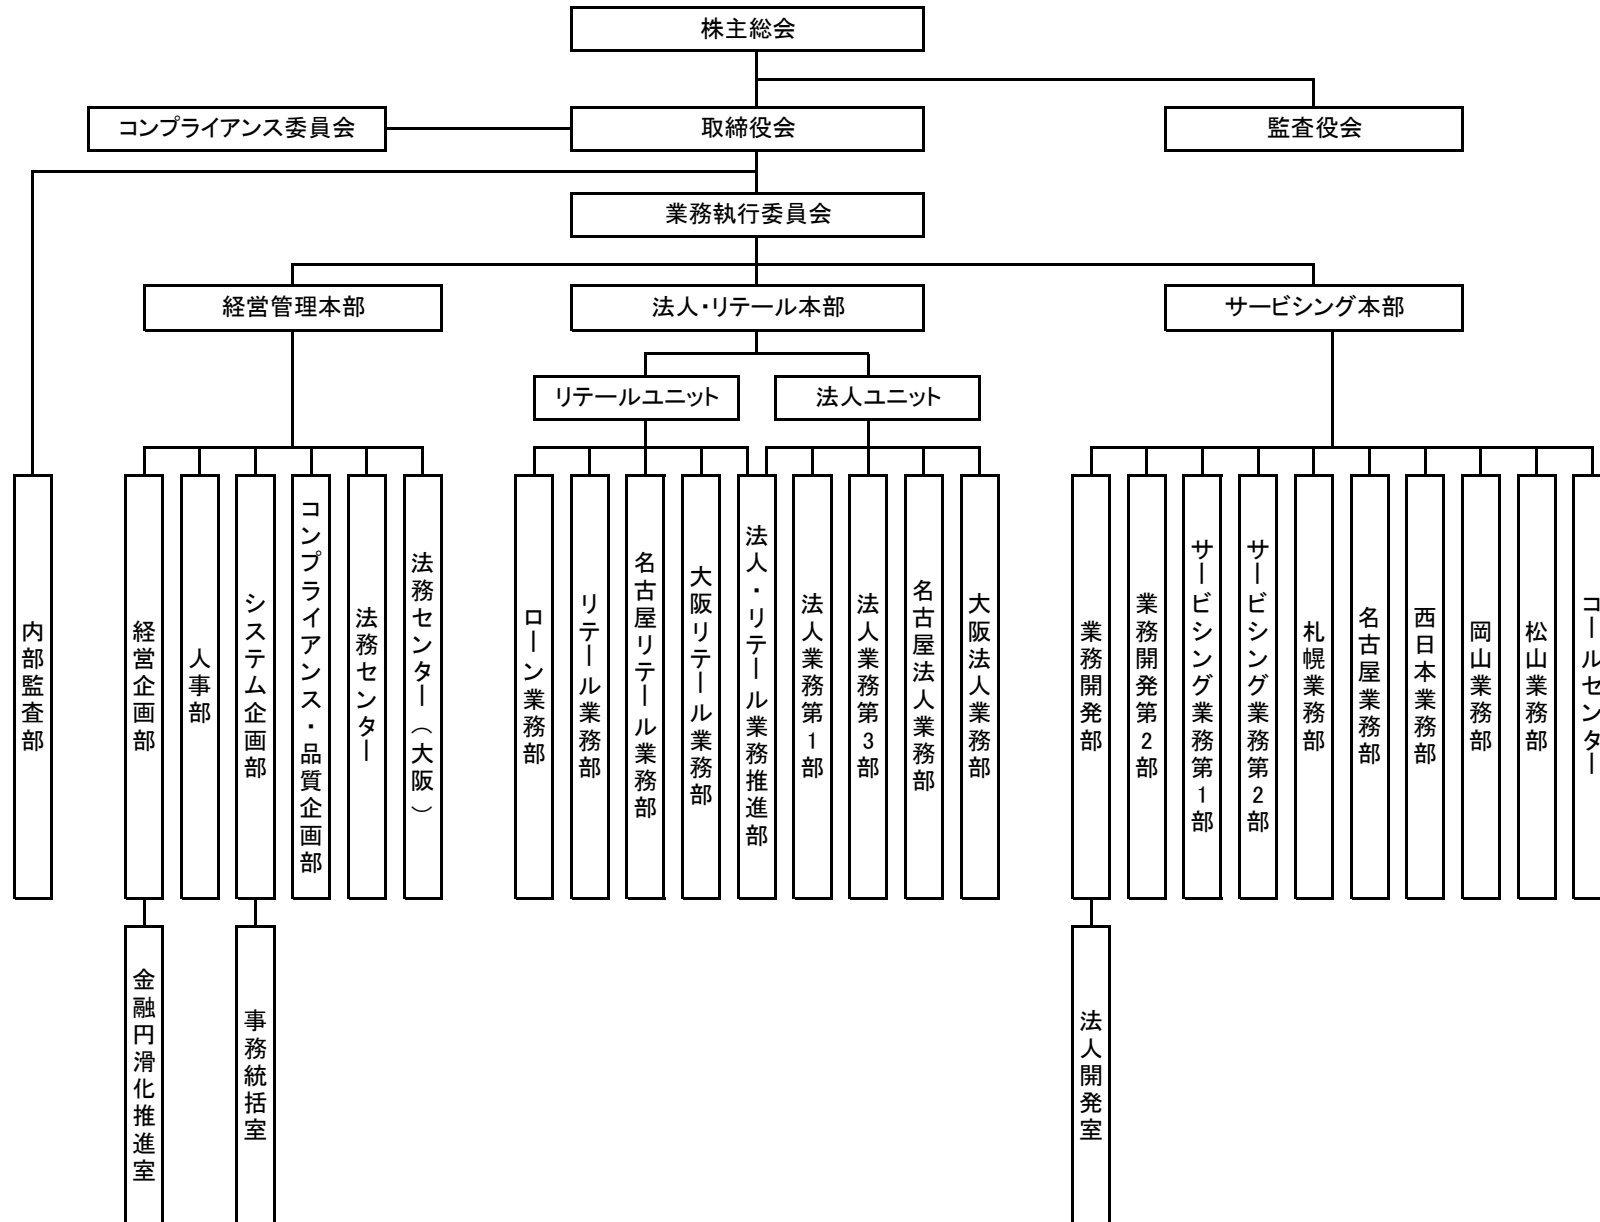 株主総会
コンプライアンス委員会
取締役会
監査役会
業務執行委員会
経営管理本部
法人・リテール本部
サービシング本部
リテールユニット
法人ユニット
内部監査部
経営企画部
人事部
システム企画部
コンプライアンス・品質企画部
法務センター
法務センター（大阪）
ローン業務部
リテール業務部
名古屋リテール業務部
大阪リテール業務部
法人・リテール業務推進部
法人業務第1部
法人業務第3部
名古屋法人業務部
大阪法人業務部
業務開発部
業務開発第2部
サービシング業務第1部
サービシング業務第2部
札幌業務部
名古屋業務部
西日本業務部
岡山業務部
松山業務部
コールセンター
金融円滑化推進室
事務統括室
法人開発室